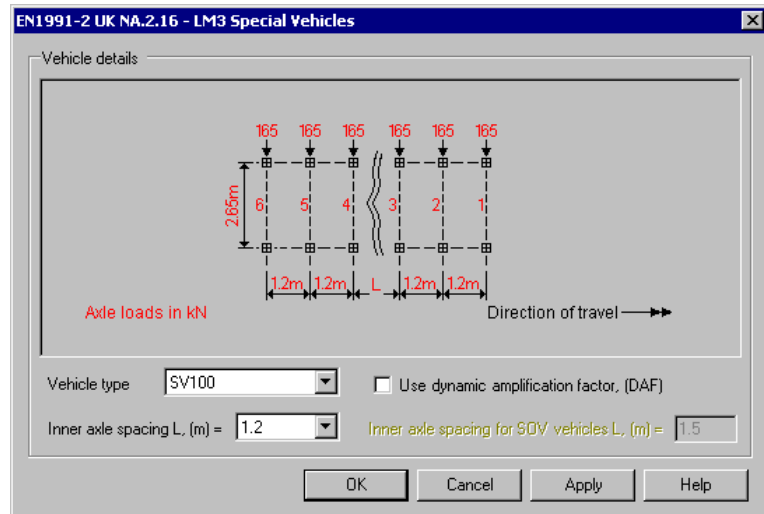 EN1991-2 UK NA.2.16 - LM3 Special Vehicles
Vehicle details
165 165 165 165 165 165
2.65m
6 5 4 3 2 1
1.2m 1.2m L 1.2m 1.2m
Axle loads in kN
Direction of travel
Vehicle type SV100
Use dynamic amplification factor, (DAF)
Inner axle spacing L, (m) = 1.2
Inner axle spacing for SOV vehicles L, (m) = 1.5
OK Cancel Apply Help